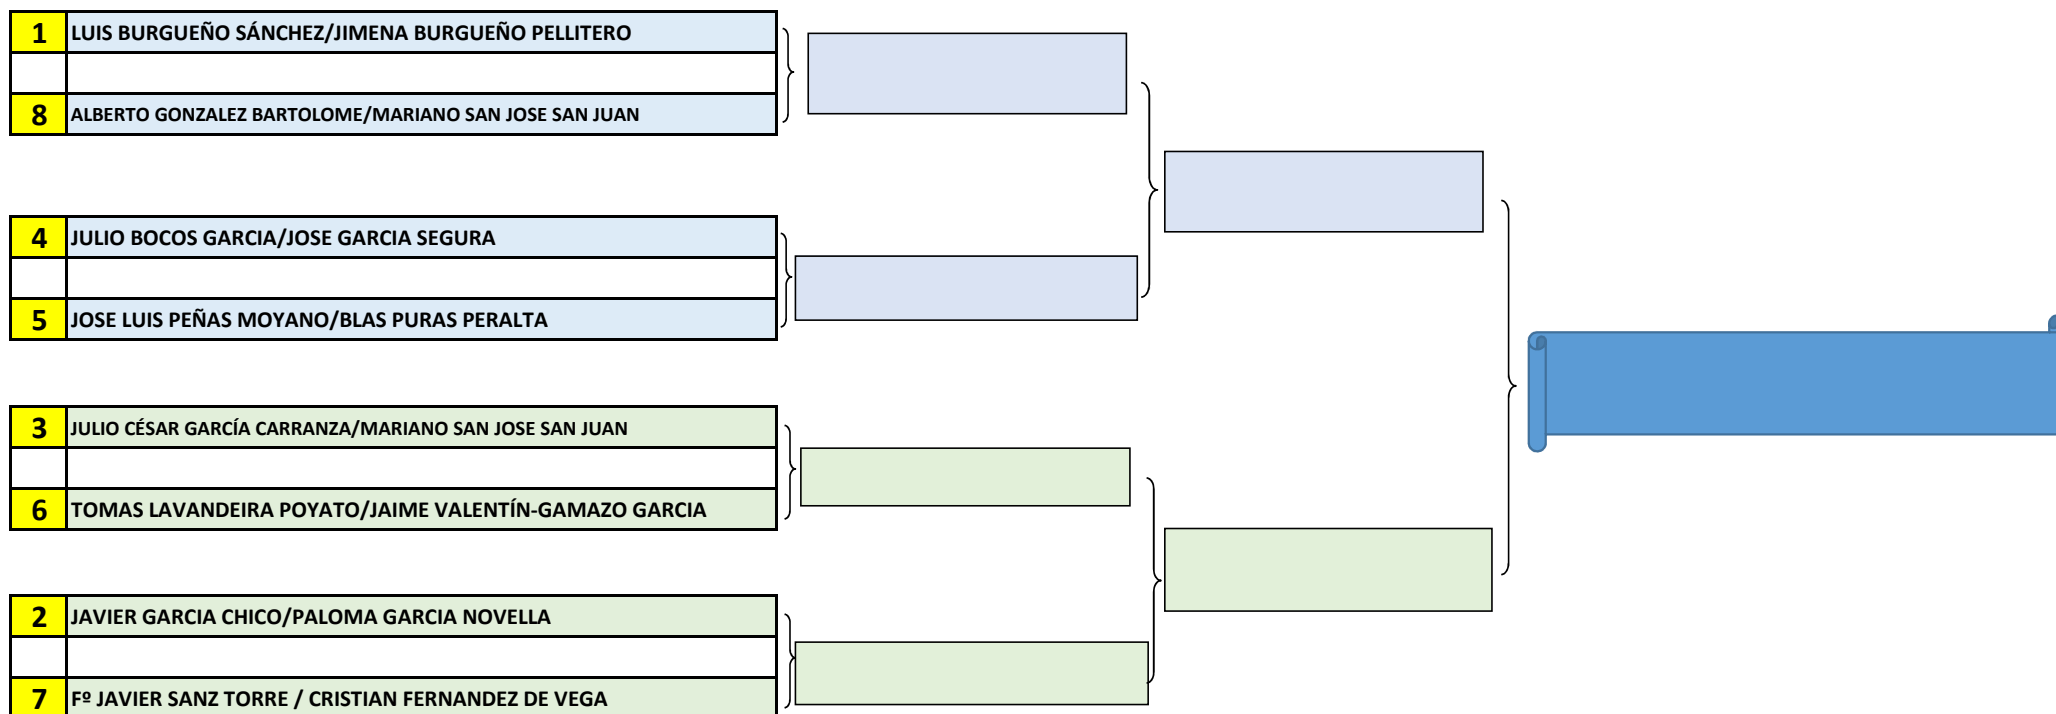 1 LUIS BURGUEÑO SÁNCHEZ/JIMENA BURGUEÑO PELLITERO
8 ALBERTO GONZALEZ BARTOLOME/MARIANO SAN JOSE SAN JUAN
4 JULIO BOCOS GARCIA/JOSE GARCIA SEGURA
5 JOSE LUIS PEÑAS MOYANO/BLAS PURAS PERALTA
3 JULIO CÉSAR GARCÍA CARRANZA/MARIANO SAN JOSE SAN JUAN
6 TOMAS LAVANDEIRA POYATO/JAIME VALENTÍN-GAMAZO GARCIA
2 JAVIER GARCIA CHICO/PALOMA GARCIA NOVELLA
7 Fº JAVIER SANZ TORRE / CRISTIAN FERNANDEZ DE VEGA